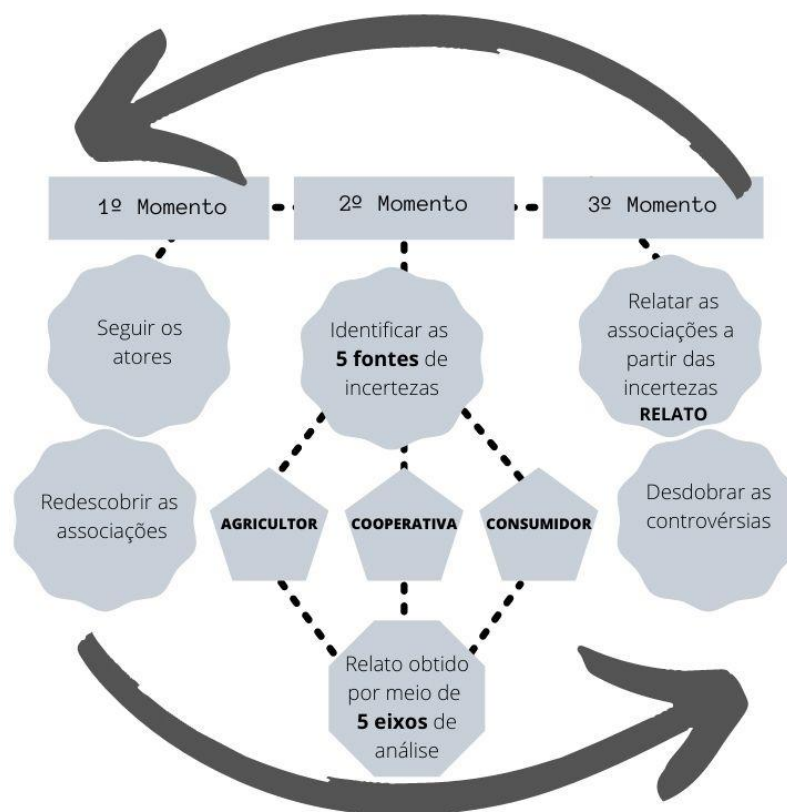 1º Momento
2º Momento
3º Momento
Seguir os
atores
Redescobrir as
associações
Identificar as
5 fontes de
incertezas
AGRICULTOR
COOPERATIVA
CONSUMIDOR
Relato obtido
por meio de
5 eixos de
análise
Relatar as
associações a
partir das
incertezas
RELATO
Desdobrar as
controvérsias